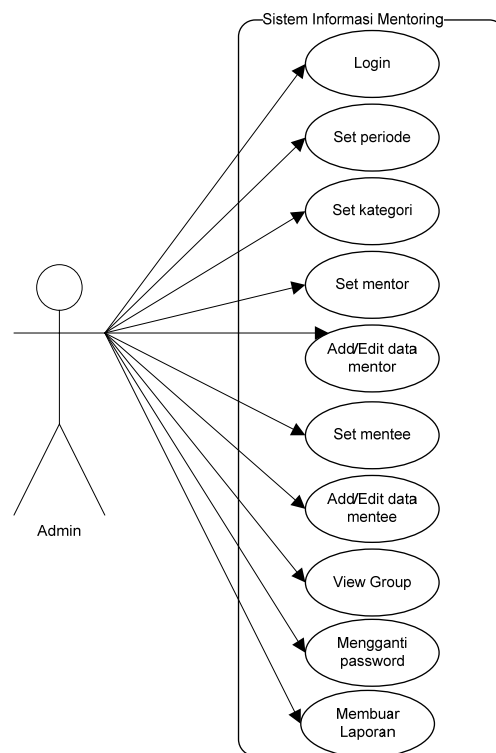 Sistem Informasi Mentoring
Login
Set periode
Set kategori
Set mentor
Add/Edit data
mentor
Set mentee
Add/Edit data
mentee
View Group
Mengganti
password
Membuar
Laporan
Admin